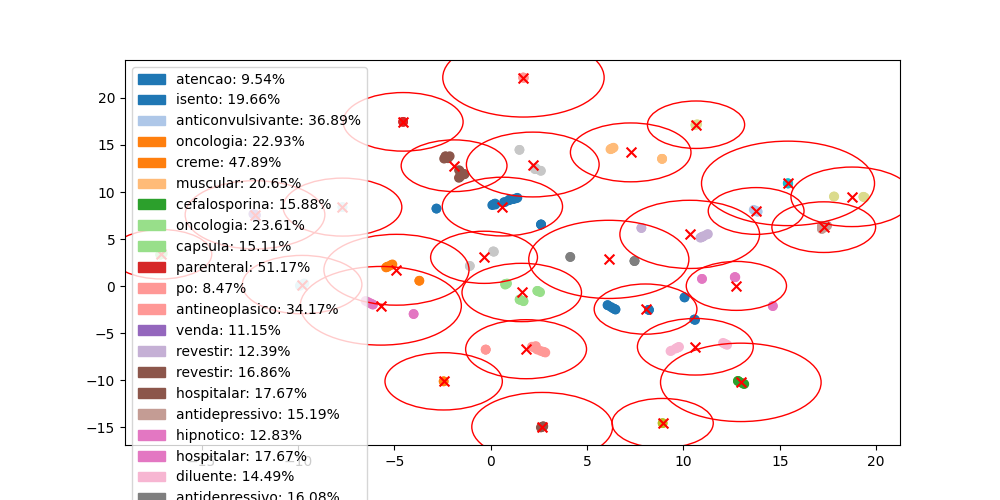 atencao: 9.54%
isento: 19.66%
anticonvulsivante: 36.89%
oncologia: 22.93%
creme: 47.89%
muscular: 20.65%
cefalosporina: 15.88%
oncologia: 23.61%
capsula: 15.11%
parenteral: 51.17%
po: 8.47%
antineoplasico: 34.17%
venda: 11.15%
revestir: 12.39%
revestir: 16.86%
hospitalar: 17.67%
antidepressivo: 15.19%
hipnotico: 12.83%
hospitalar: 17.67%
diluente: 14.49%
antidepressivo: 16.08%
20
15
10
5
0
−5
−10
−15
−15 −10 −5 0 5 10 15 20